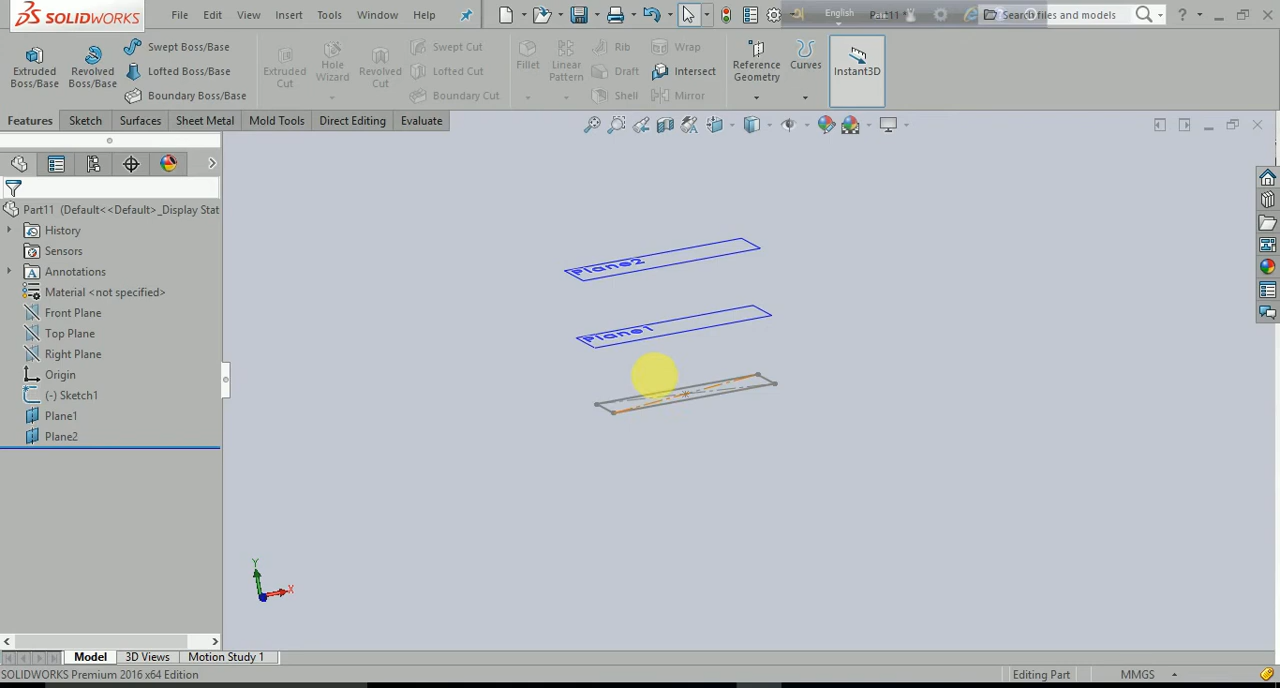 SOLIDWORKS File Edit View Insert Tools Window Help English Part11 * Search files and models ?
Extruded Boss/Base
Revolved Boss/Base
Swept Boss/Base
Lofted Boss/Base
Boundary Boss/Base
Extruded Cut
Hole Wizard
Revolved Cut
Swept Cut
Lofted Cut
Boundary Cut
Fillet
Linear Pattern
Rib
Draft
Shell
Wrap
Intersect
Mirror
Reference Geometry
Curves
Instant3D
Features Sketch Surfaces Sheet Metal Mold Tools Direct Editing Evaluate
Part11 (Default<<Default>_Display Stat
History
Sensors
Annotations
Material <not specified>
Front Plane
Top Plane
Right Plane
Origin
(-) Sketch1
Plane1
Plane2
Plane2
Plane1
Y
X
Model 3D Views Motion Study 1
SOLIDWORKS Premium 2016 x64 Edition Editing Part MMGS